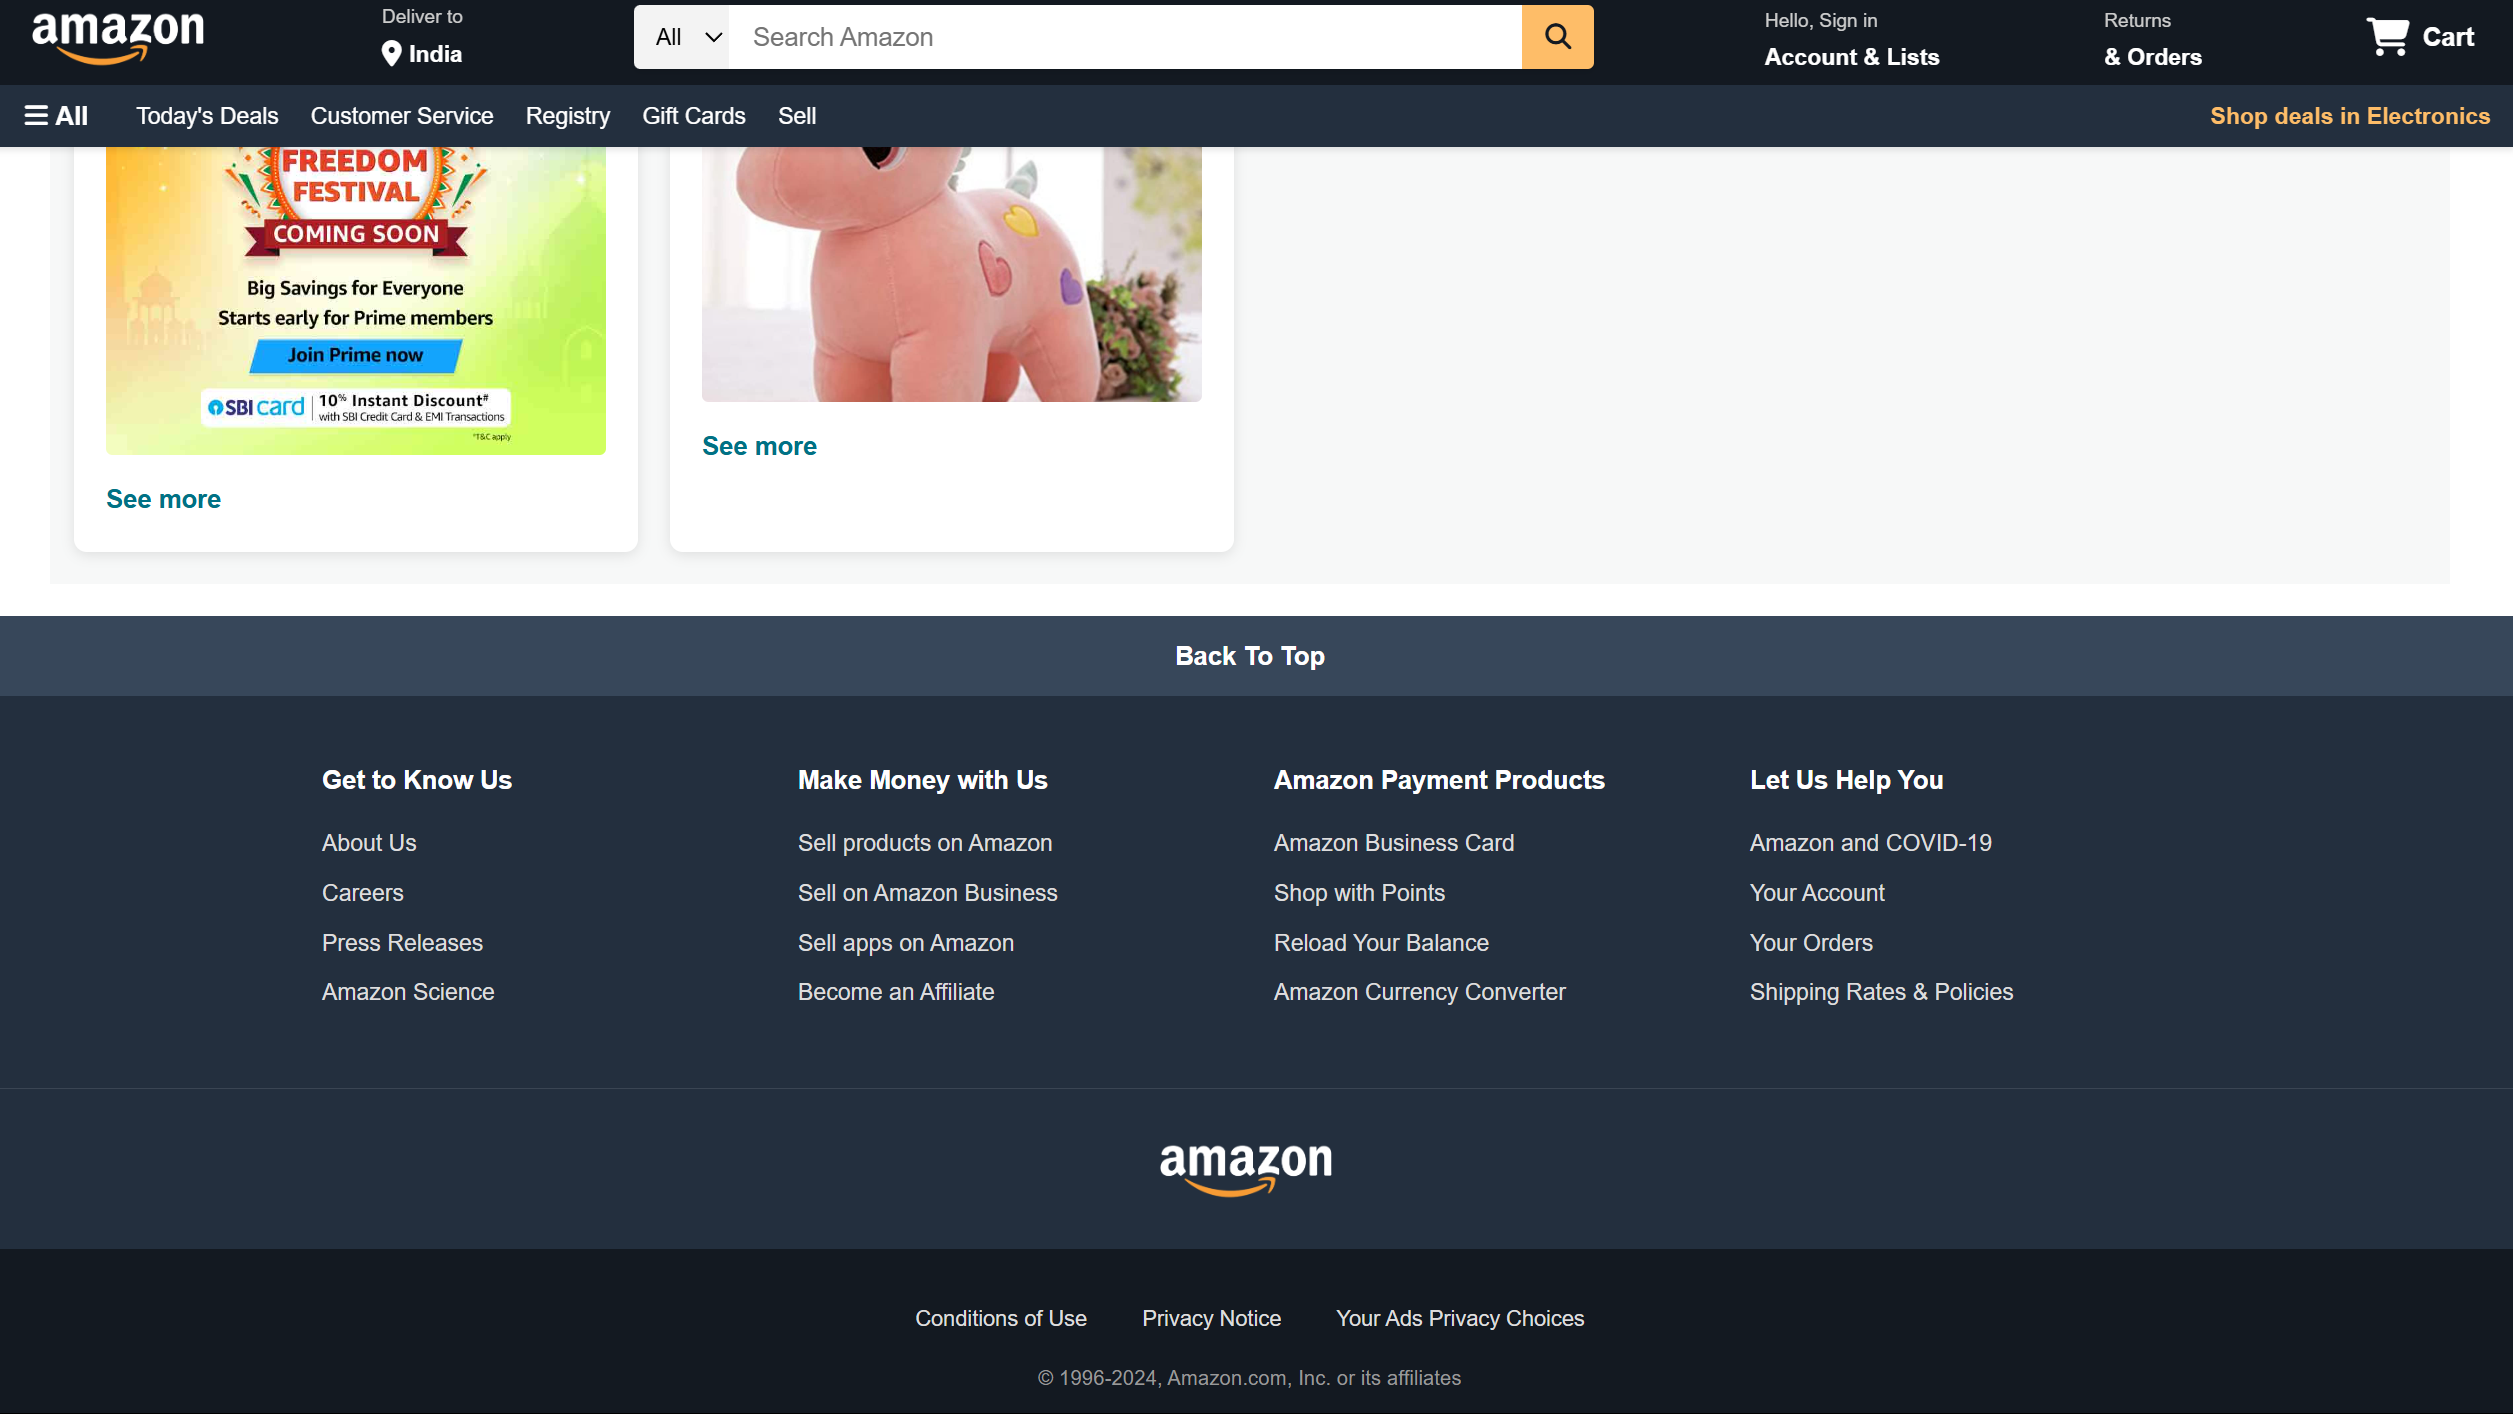 amazon
Deliver to
India
All
Search Amazon
Hello, Sign in
Account & Lists
Returns
& Orders
Cart
All
Today's Deals
Customer Service
Registry
Gift Cards
Sell
Shop deals in Electronics
FREEDOM
FESTIVAL
COMING SOON
Big Savings for Everyone
Starts early for Prime members
Join Prime now
SBI card
10% Instant Discount#
with SBI Credit Card & EMI Transactions
*T&C apply
See more
See more
Back To Top
Get to Know Us
About Us
Careers
Press Releases
Amazon Science
Make Money with Us
Sell products on Amazon
Sell on Amazon Business
Sell apps on Amazon
Become an Affiliate
Amazon Payment Products
Amazon Business Card
Shop with Points
Reload Your Balance
Amazon Currency Converter
Let Us Help You
Amazon and COVID-19
Your Account
Your Orders
Shipping Rates & Policies
amazon
Conditions of Use
Privacy Notice
Your Ads Privacy Choices
© 1996-2024, Amazon.com, Inc. or its affiliates